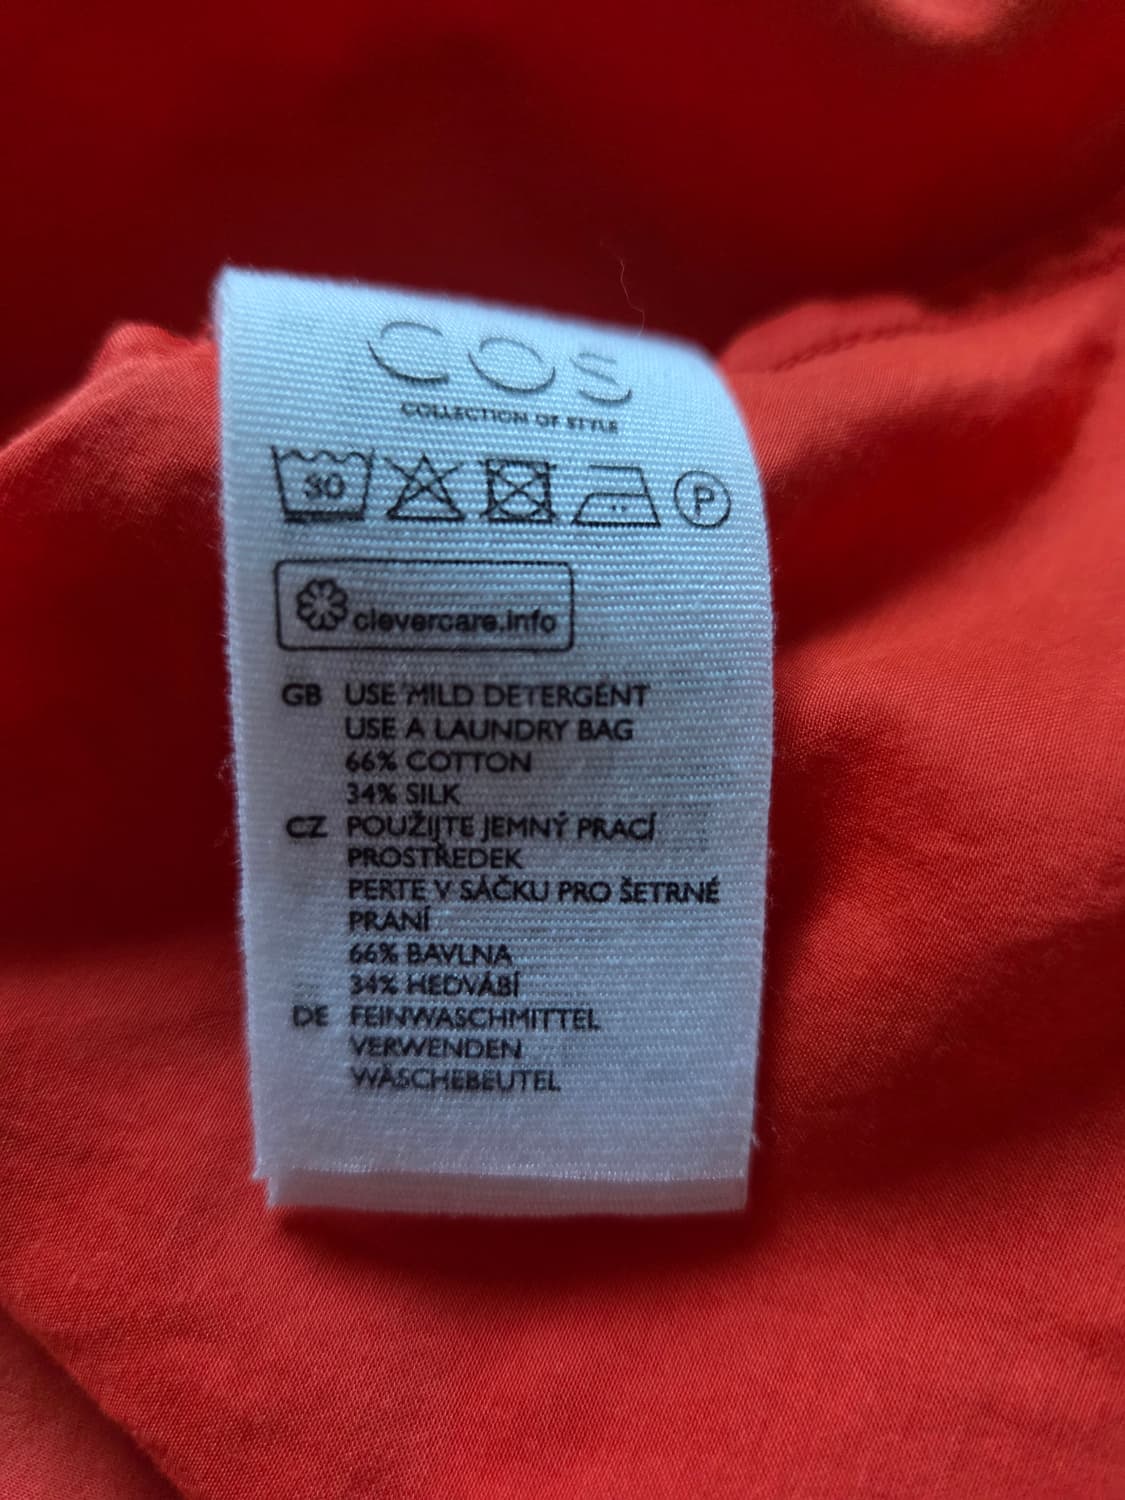 COS
COLLECTION OF STYLE
30 P
clevercare.info
GB USE MILD DETERGENT
USE A LAUNDRY BAG
66% COTTON
34% SILK
CZ POUŽIJTE JEMNÝ PRACÍ
PROSTŘEDEK
PERTE V SÁČKU PRO ŠETRNÉ
PRANÍ
66% BAVLNA
34% HEDVÁBÍ
DE FEINWASCHMITTEL
VERWENDEN
WÄSCHEBEUTEL